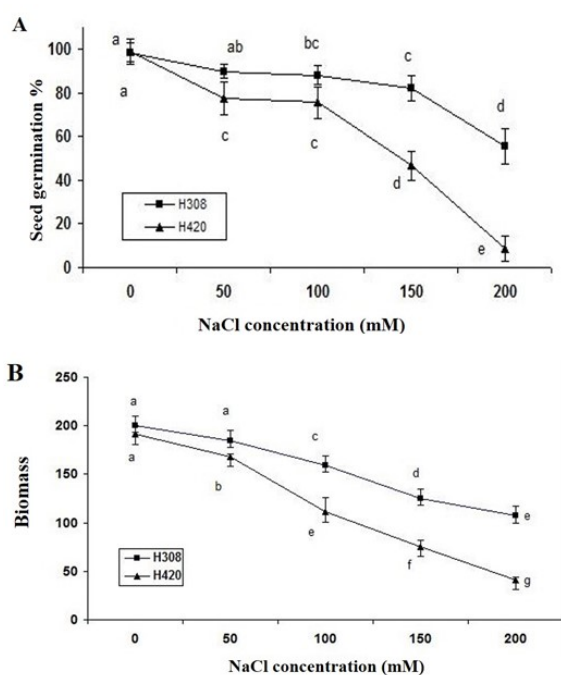 A
a ab bc c d
a c c d e
100
80
60
40
20
0
Seed germination %
H308
H420
0 50 100 150 200
NaCl concentration (mM)
B
a a c d e
a b e f g
250
200
150
100
50
0
Biomass
H308
H420
0 50 100 150 200
NaCl concentration (mM)